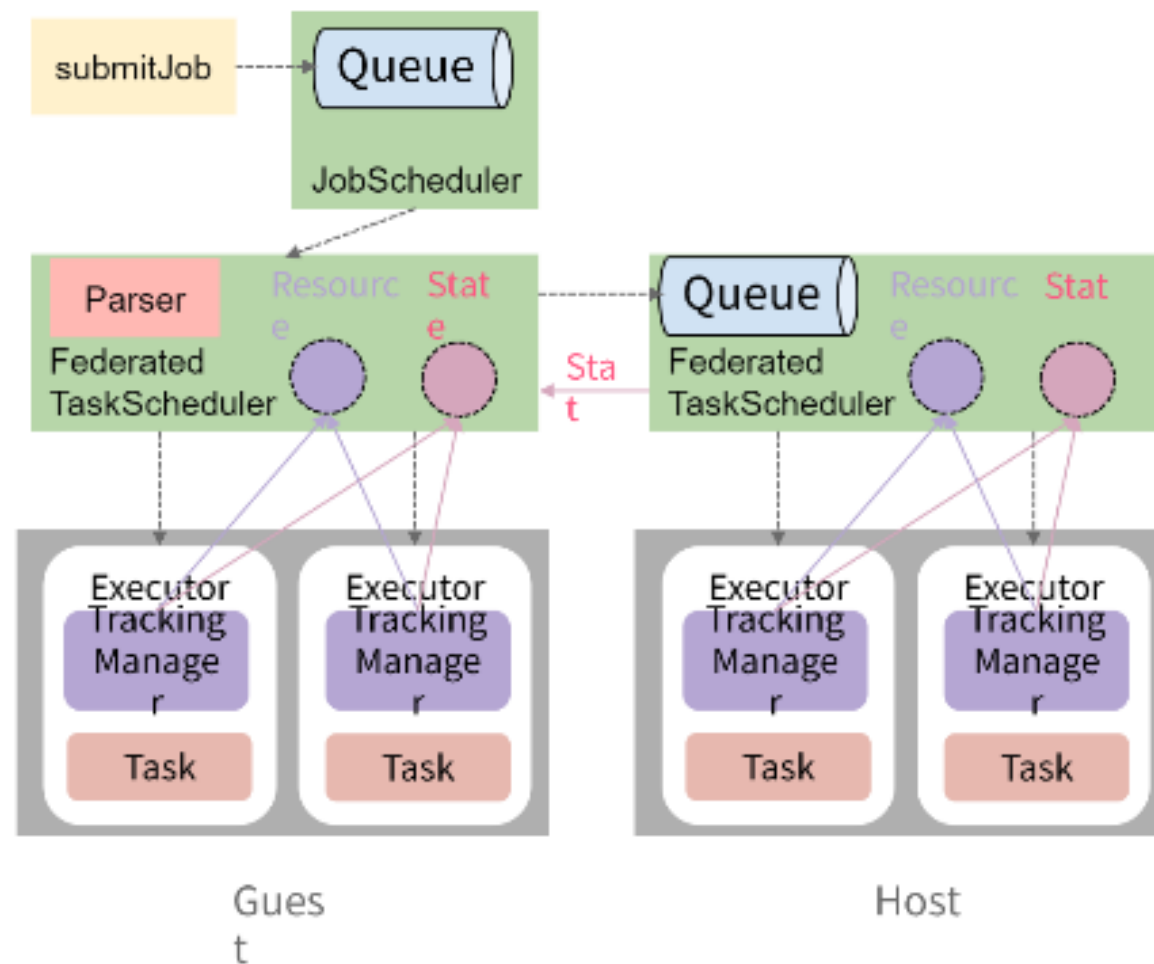 submitJob
Queue
JobScheduler
Parser
Resourc
e
Stat
e
Federated
TaskScheduler
Sta
t
Queue
Resourc
e
Stat
Federated
TaskScheduler
Executor
Tracking
Manage
r
Task
Executor
Tracking
Manage
r
Task
Executor
Tracking
Manage
r
Task
Executor
Tracking
Manage
r
Task
Gues
t
Host